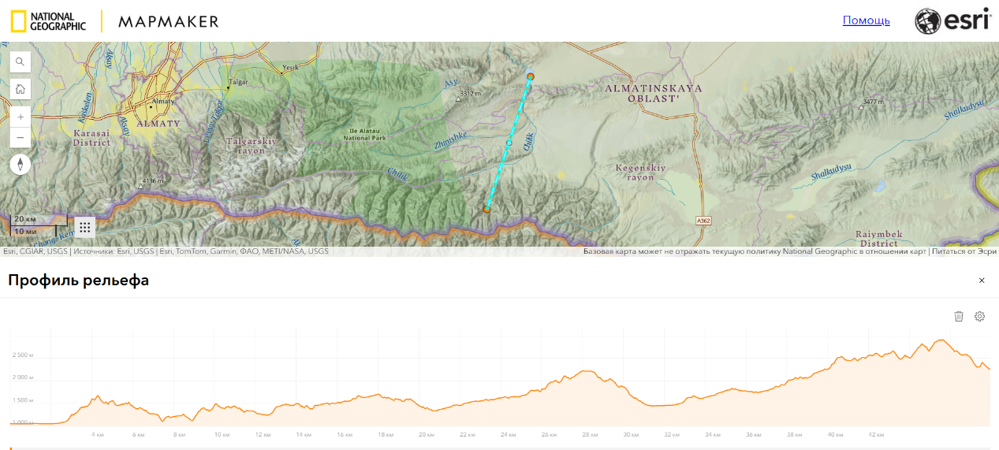 NATIONAL
GEOGRAPHIC
MAPMAKER
Помощь
esri
Aksay
Yesik
Talgar
Asy
3312 m
ALMATINSKAYA
OBLAST'
Kaskelen
Almaty
Aksay
ALMATY
3477 m
Shalkudysu
Karasai
District
Ile Alatau
National Park
Talgarskiy
rayon
Zhinishke
Chilik
Kegenskiy
rayon
Chilik
Shalkudysu
4136 m
20 км
10 ми
A362
Raiymbek
District
Chong-Kem
Esri, CGIAR, USGS | Источники: Esri, USGS | Esri, TomTom, Garmin, ФАО, METI/NASA, USGS
Базовая карта может не отражать текущую политику National Geographic в отношении карт | Питаться от Эсри
Профиль рельефа
2 500 м
2 000 м
1 500 м
1 000 м
4 км
6 км
8 км
10 км
12 км
14 км
16 км
18 км
20 км
22 км
24 км
26 км
28 км
30 км
32 км
34 км
36 км
38 км
40 км
42 км